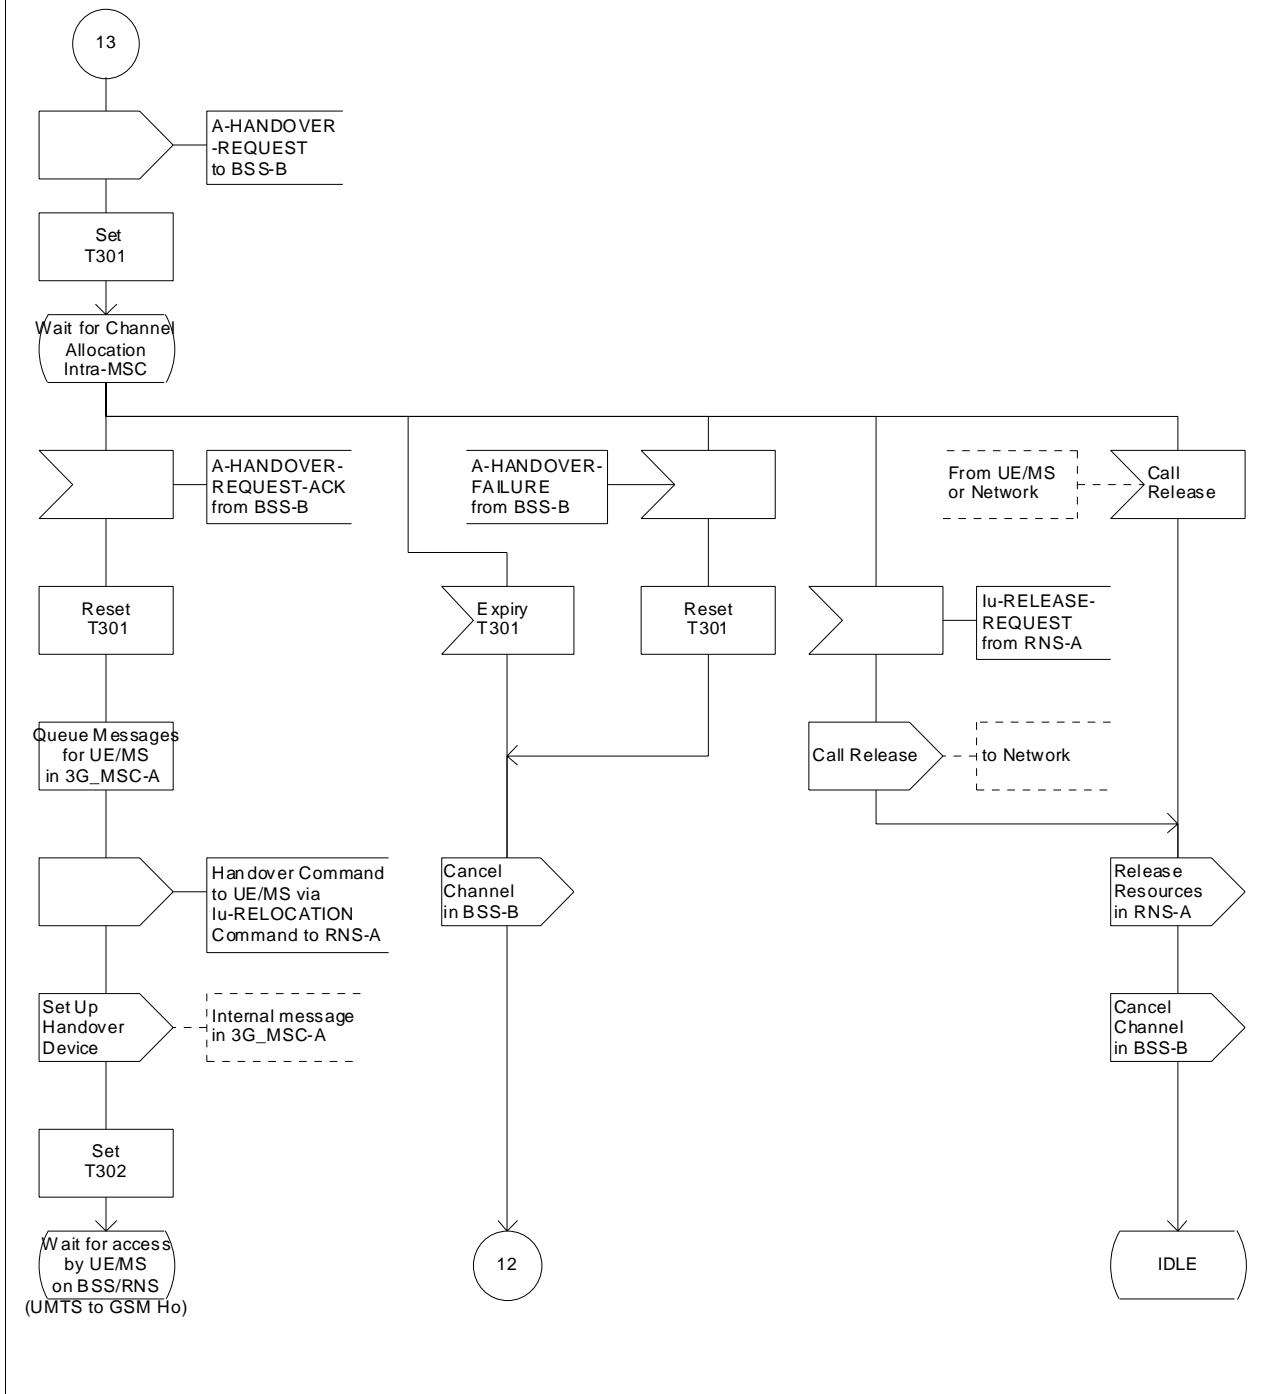 13
A-HANDOVER
-REQUEST
to BSS-B
Set
T301
Wait for Channel
Allocation
Intra-MSC
A-HANDOVER-
REQUEST-ACK
from BSS-B
A-HANDOVER-
FAILURE
from BSS-B
From UE/MS
or Network
Call
Release
Reset
T301
Expiry
T301
Reset
T301
Iu-RELEASE-
REQUEST
from RNS-A
Queue Messages
for UE/MS
in 3G_MSC-A
Call Release
to Network
Handover Command
to UE/MS via
Iu-RELOCATION
Command to RNS-A
Cancel
Channel
in BSS-B
Release
Resources
in RNS-A
Set Up
Handover
Device
Internal message
in 3G_MSC-A
Cancel
Channel
in BSS-B
Set
T302
Wait for access
by UE/MS
on BSS/RNS
(UMTS to GSM Ho)
12
IDLE